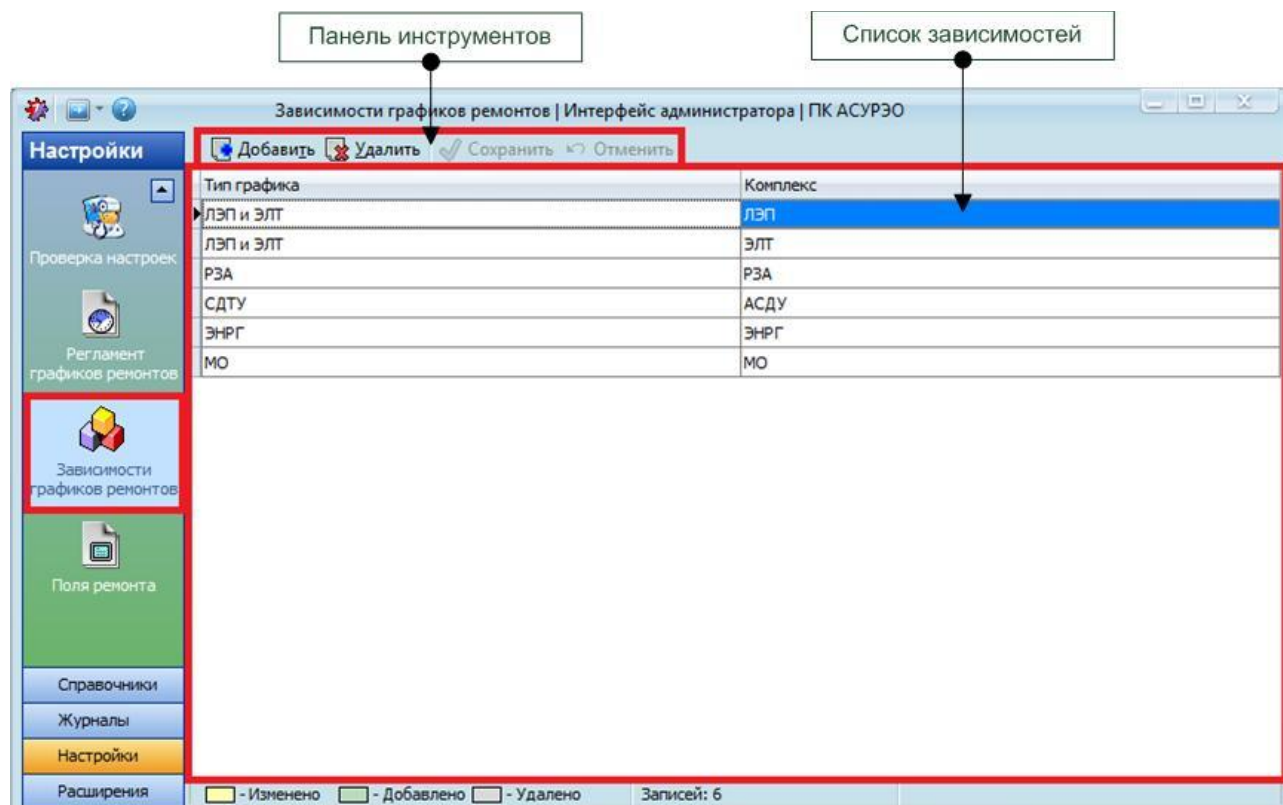 Панель инструментов
Список зависимостей
Зависимости графиков ремонтов | Интерфейс администратора | ПК АСУРЭО
Настройки
Добавить Удалить Сохранить Отменить
Тип графика Комплекс
ЛЭП и ЭЛТ ЛЭП
ЛЭП и ЭЛТ ЭЛТ
РЗА РЗА
СДТУ АСДУ
ЭНРГ ЭНРГ
МО МО
Проверка настроек
Регламент
графиков ремонтов
Зависимости
графиков ремонтов
Поля ремонта
Справочники
Журналы
Настройки
Расширения
- Изменено - Добавлено - Удалено Записей: 6